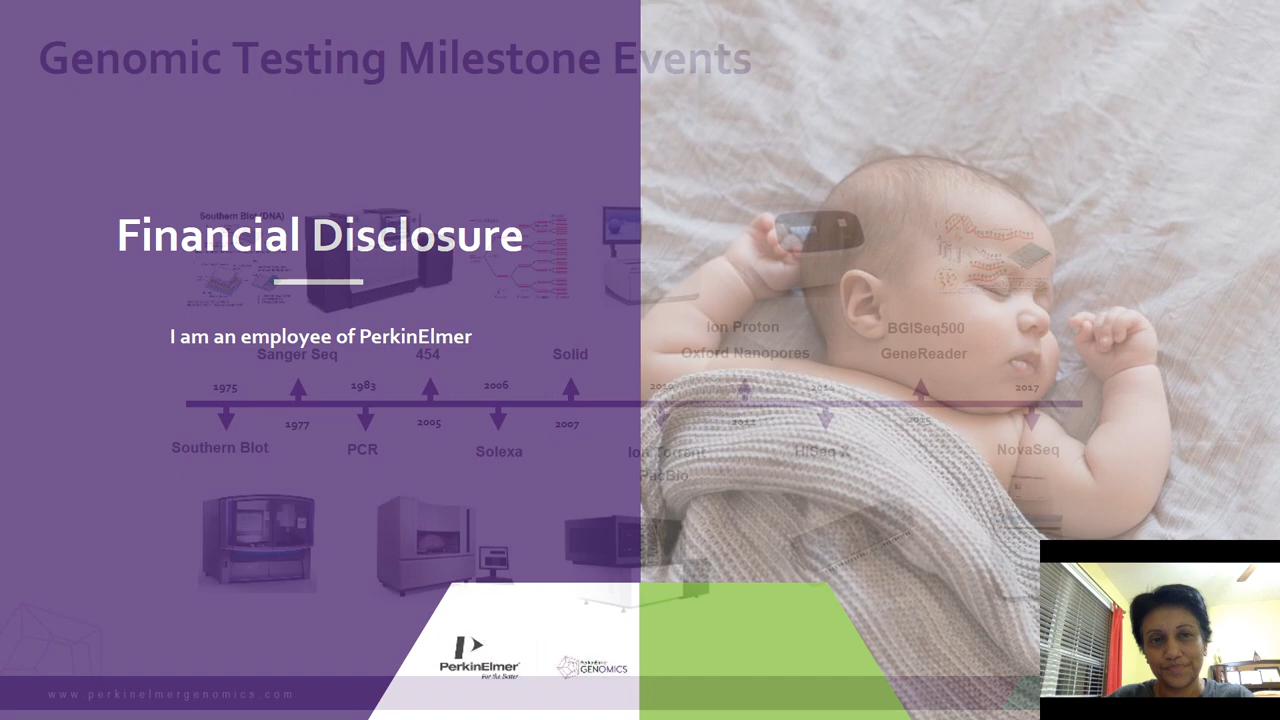 Genomic Testing Milestone Events
Southern Blot (DNA)
Financial Disclosure
I am an employee of PerkinElmer
Ion Proton
BGISeq500
Sanger Seq
454
Solid
Oxford Nanopores
GeneReader
1975
1983
2006
2010
2014
2017
1977
2005
2007
2015
Southern Blot
PCR
Solexa
Ion Torrent
HiSeq X
NovaSeq
PacBio
PerkinElmer
For the Better
PerkinElmer
GENOMICS
www.perkinelmergenomics.com